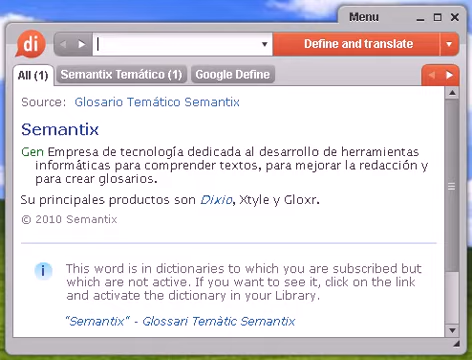 Menu
di
Define and translate
All (1)
Semantix Temático (1)
Google Define
Source: Glosario Temático Semantix
Semantix
Gen Empresa de tecnología dedicada al desarrollo de herramientas
informáticas para comprender textos, para mejorar la redacción y
para crear glosarios.
Su principales productos son Dixio, Xtyle y Gloxr.
© 2010 Semantix
i
This word is in dictionaries to which you are subscribed but
which are not active. If you want to see it, click on the link
and activate the dictionary in your Library.
"Semantix" - Glossari Temàtic Semantix